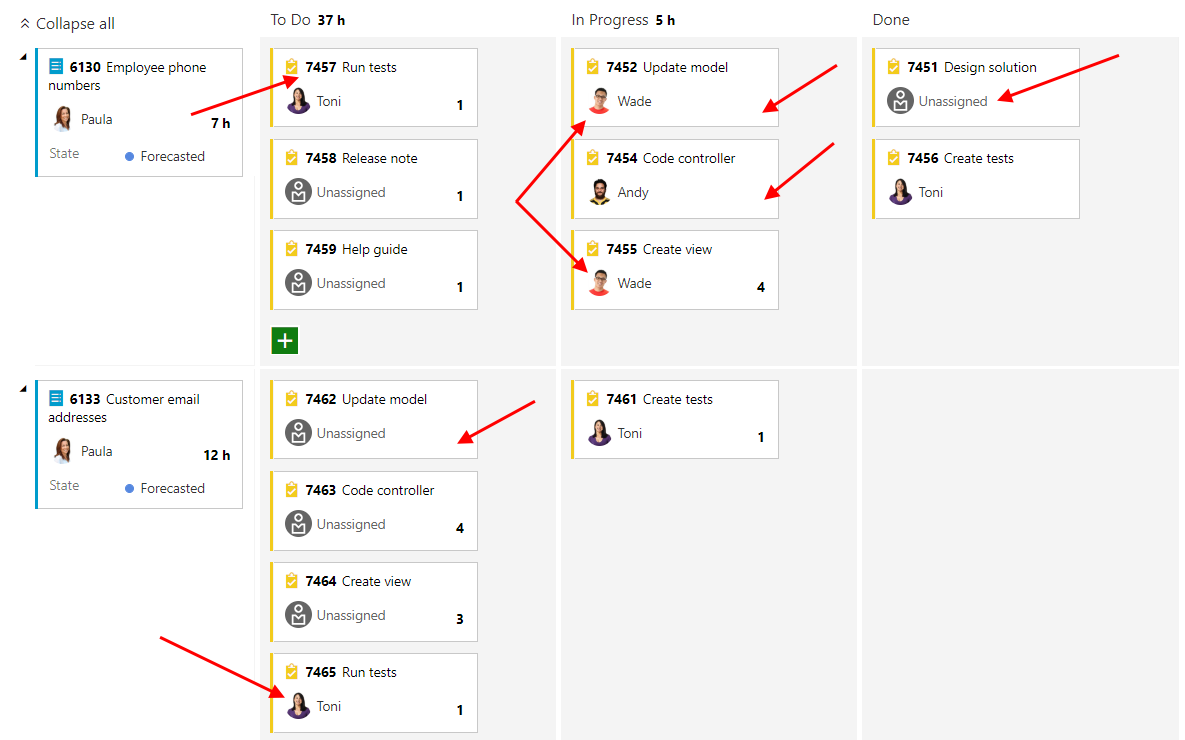 Collapse all
To Do 37 h
In Progress 5 h
Done
6130 Employee phone
numbers
Paula
7 h
State
Forecasted
7457 Run tests
Toni
1
7458 Release note
Unassigned
1
7459 Help guide
Unassigned
1
7452 Update model
Wade
7454 Code controller
Andy
7455 Create view
Wade
4
7451 Design solution
Unassigned
7456 Create tests
Toni
6133 Customer email
addresses
Paula
12 h
State
Forecasted
7462 Update model
Unassigned
7463 Code controller
Unassigned
4
7464 Create view
Unassigned
3
7465 Run tests
Toni
1
7461 Create tests
Toni
1